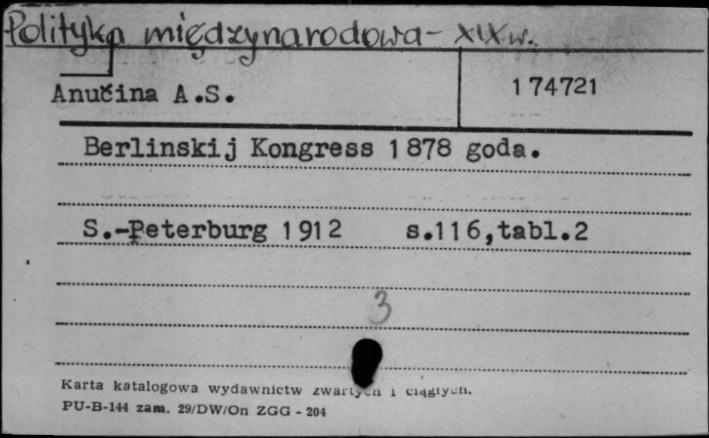 Polityka międzynarodowa - XIX w.
Anučina A.S.
174721
Berlinskij Kongress 1878 goda.
S.-Peterburg 1912 s.116,tabl.2
3
Karta katalogowa wydawnictw zwartych i ciągłych.
PU-B-144 zam. 29/DW/On ZGG - 204